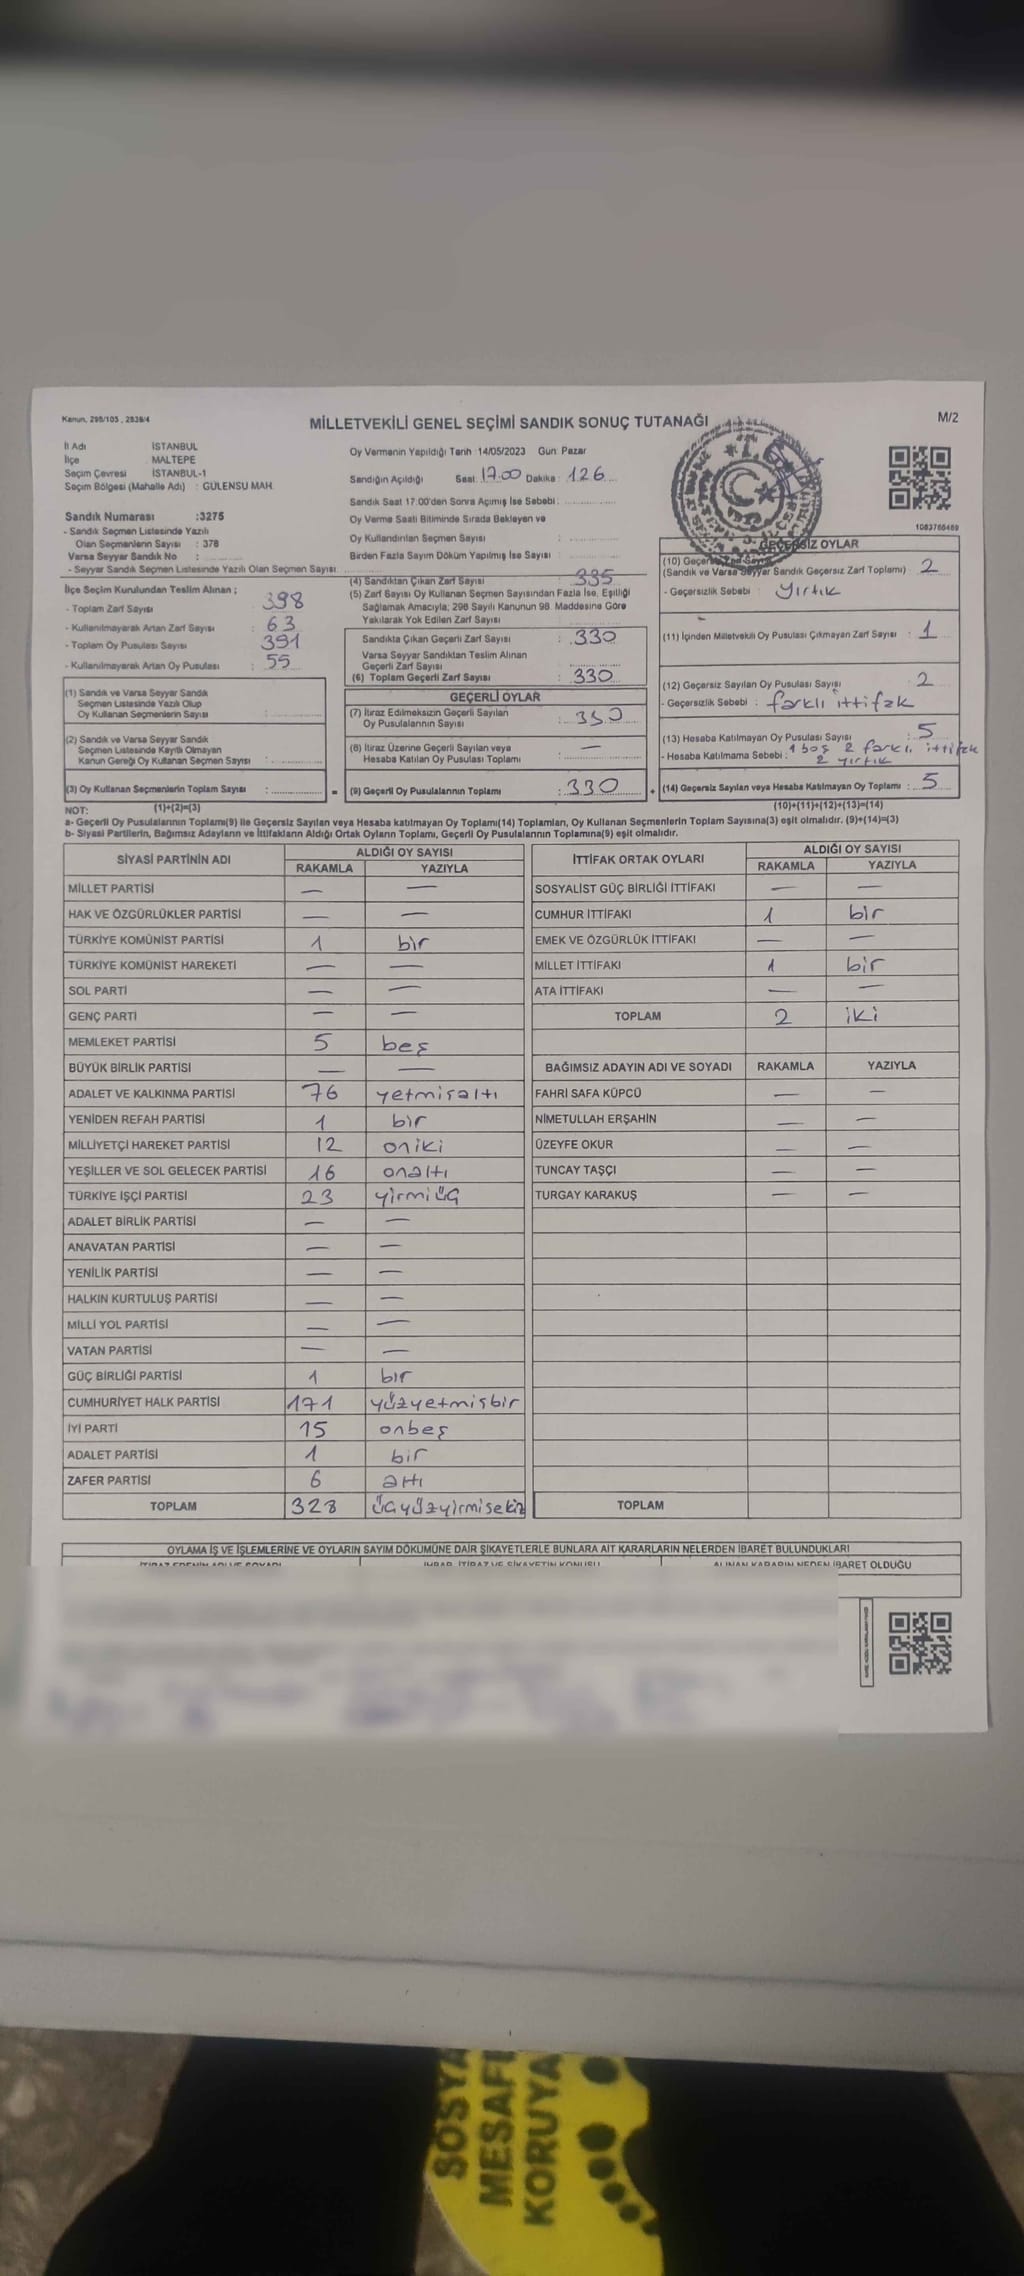 Kanun, 298/105 , 2839/4
MİLLETVEKİLİ GENEL SEÇİMİ SANDIK SONUÇ TUTANAĞI
M/2
İl Adı İSTANBUL
İlçe MALTEPE
Seçim Çevresi İSTANBUL-1
Seçim Bölgesi (Mahalle Adı) : GÜLENSU MAH.
Sandık Numarası :3275
- Sandık Seçmen Listesinde Yazılı
Olan Seçmenlerin Sayısı : 378
Varsa Seyyar Sandık No :
- Seyyar Sandık Seçmen Listesinde Yazılı Olan Seçmen Sayısı
İlçe Seçim Kurulundan Teslim Alınan ;
- Toplam Zarf Sayısı : 398
- Kullanılmayarak Artan Zarf Sayısı : 63
- Toplam Oy Pusulası Sayısı : 391
- Kullanılmayarak Artan Oy Pusulası : 55
(1) Sandık ve Varsa Seyyar Sandık
Seçmen Listesinde Yazılı Olup
Oy Kullanan Seçmenlerin Sayısı :
(2) Sandık ve Varsa Seyyar Sandık
Seçmen Listesinde Kayıtlı Olmayan
Kanun Gereği Oy Kullanan Seçmen Sayısı :
(3) Oy Kullanan Seçmenlerin Toplam Sayısı : =
Oy Vermenin Yapıldığı Tarih :14/05/2023 Gün: Pazar
Sandığın Açıldığı Saat: 17.00 Dakika : 126
Sandık Saat 17:00'den Sonra Açımış İse Sebebi :
Oy Verme Saati Bitiminde Sırada Bekleyen ve
Oy Kullandırılan Seçmen Sayısı :
Birden Fazla Sayım Döküm Yapılmış İse Sayısı :
(4) Sandıktan Çıkan Zarf Sayısı : 335
(5) Zarf Sayısı Oy Kullanan Seçmen Sayısından Fazla İse, Eşitliği
Sağlamak Amacıyla; 298 Sayılı Kanunun 98. Maddesine Göre
Yakılarak Yok Edilen Zarf Sayısı :
Sandıkta Çıkan Geçerli Zarf Sayısı : 330
Varsa Seyyar Sandıktan Teslim Alınan
Geçerli Zarf Sayısı
(6) Toplam Geçerli Zarf Sayısı : 330
GEÇERLİ OYLAR
(7) İtiraz Edilmeksizin Geçerli Sayılan
Oy Pusulalarının Sayısı : 330
(8) İtiraz Üzerine Geçerli Sayılan veya
Hesaba Katılan Oy Pusulası Toplamı : —
(9) Geçerli Oy Pusulalarının Toplamı : 330 +
1083766469
GEÇERSİZ OYLAR
(10) Geçersiz Zarf Sayısı
(Sandık ve Varsa Seyyar Sandık Geçersiz Zarf Toplamı) : 2
- Geçersizlik Sebebi : Yırtık
(11) İçinden Milletvekili Oy Pusulası Çıkmayan Zarf Sayısı : 1
(12) Geçersiz Sayılan Oy Pusulası Sayısı : 2
- Geçersizlik Sebebi : farklı ittifak
(13) Hesaba Katılmayan Oy Pusulası Sayısı : 5
- Hesaba Katılmama Sebebi : 1 boş 2 farklı ittifak
2 yırtık
(14) Geçersiz Sayılan veya Hesaba Katılmayan Oy Toplamı : 5
NOT: (1)+(2)=(3) (10)+(11)+(12)+(13)=(14)
a- Geçerli Oy Pusulalarının Toplamı(9) ile Geçersiz Sayılan veya Hesaba katılmayan Oy Toplamı(14) Toplamları, Oy Kullanan Seçmenlerin Toplam Sayısına(3) eşit olmalıdır. (9)+(14)=(3)
b- Siyasi Partilerin, Bağımsız Adayların ve İttifakların Aldığı Ortak Oyların Toplamı, Geçerli Oy Pusulalarının Toplamına(9) eşit olmalıdır.
SİYASİ PARTİNİN ADI ALDIĞI OY SAYISI
RAKAMLA YAZIYLA
MİLLET PARTİSİ — —
HAK VE ÖZGÜRLÜKLER PARTİSİ — —
TÜRKİYE KOMÜNİST PARTİSİ 1 bir
TÜRKİYE KOMÜNİST HAREKETİ — —
SOL PARTİ — —
GENÇ PARTİ — —
MEMLEKET PARTİSİ 5 beş
BÜYÜK BİRLİK PARTİSİ — —
ADALET VE KALKINMA PARTİSİ 76 yetmişaltı
YENİDEN REFAH PARTİSİ 1 bir
MİLLİYETÇİ HAREKET PARTİSİ 12 oniki
YEŞİLLER VE SOL GELECEK PARTİSİ 16 onaltı
TÜRKİYE İŞÇİ PARTİSİ 23 yirmiüç
ADALET BİRLİK PARTİSİ — —
ANAVATAN PARTİSİ — —
YENİLİK PARTİSİ — —
HALKIN KURTULUŞ PARTİSİ — —
MİLLİ YOL PARTİSİ — —
VATAN PARTİSİ — —
GÜÇ BİRLİĞİ PARTİSİ 1 bir
CUMHURİYET HALK PARTİSİ 171 yüzyetmişbir
İYİ PARTİ 15 onbeş
ADALET PARTİSİ 1 bir
ZAFER PARTİSİ 6 altı
TOPLAM 328 üçyüzyirmisekiz
İTTİFAK ORTAK OYLARI ALDIĞI OY SAYISI
RAKAMLA YAZIYLA
SOSYALİST GÜÇ BİRLİĞİ İTTİFAKI — —
CUMHUR İTTİFAKI 1 bir
EMEK VE ÖZGÜRLÜK İTTİFAKI — —
MİLLET İTTİFAKI 1 bir
ATA İTTİFAKI — —
TOPLAM 2 iki
BAĞIMSIZ ADAYIN ADI VE SOYADI RAKAMLA YAZIYLA
FAHRİ SAFA KÜPCÜ — —
NİMETULLAH ERŞAHİN — —
ÜZEYFE OKUR — —
TUNCAY TAŞÇI — —
TURGAY KARAKUŞ — —
TOPLAM
OYLAMA İŞ VE İŞLEMLERİNE VE OYLARIN SAYIM DÖKÜMÜNE DAİR ŞİKAYETLERLE BUNLARA AİT KARARLARIN NELERDEN İBARET BULUNDUKLARI
İTİRAZ EDENİN ADI VE SOYADI İHBAR, İTİRAZ VE ŞİKAYETİN KONUSU ALINAN KARARIN NEDEN İBARET OLDUĞU
SOSYA
MESAFE
KORUYA